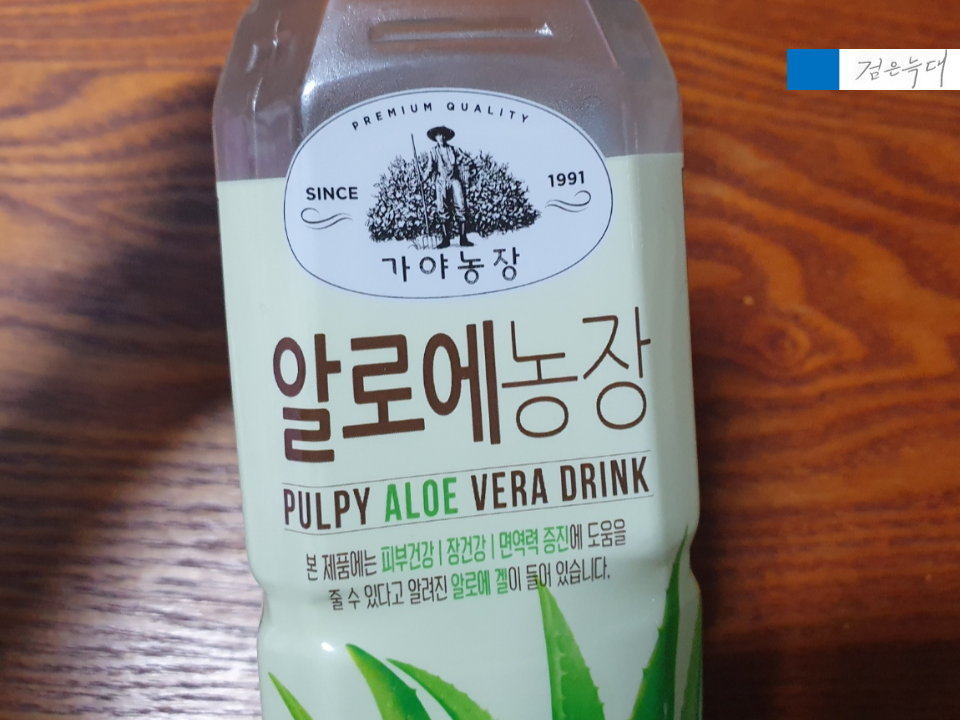 검은늑대
PREMIUM QUALITY
SINCE 1991
가야농장
알로에농장
PULPY ALOE VERA DRINK
본 제품에는 피부건강 | 장건강 | 면역력 증진에 도움을
줄 수 있다고 알려진 알로에 겔이 들어 있습니다.